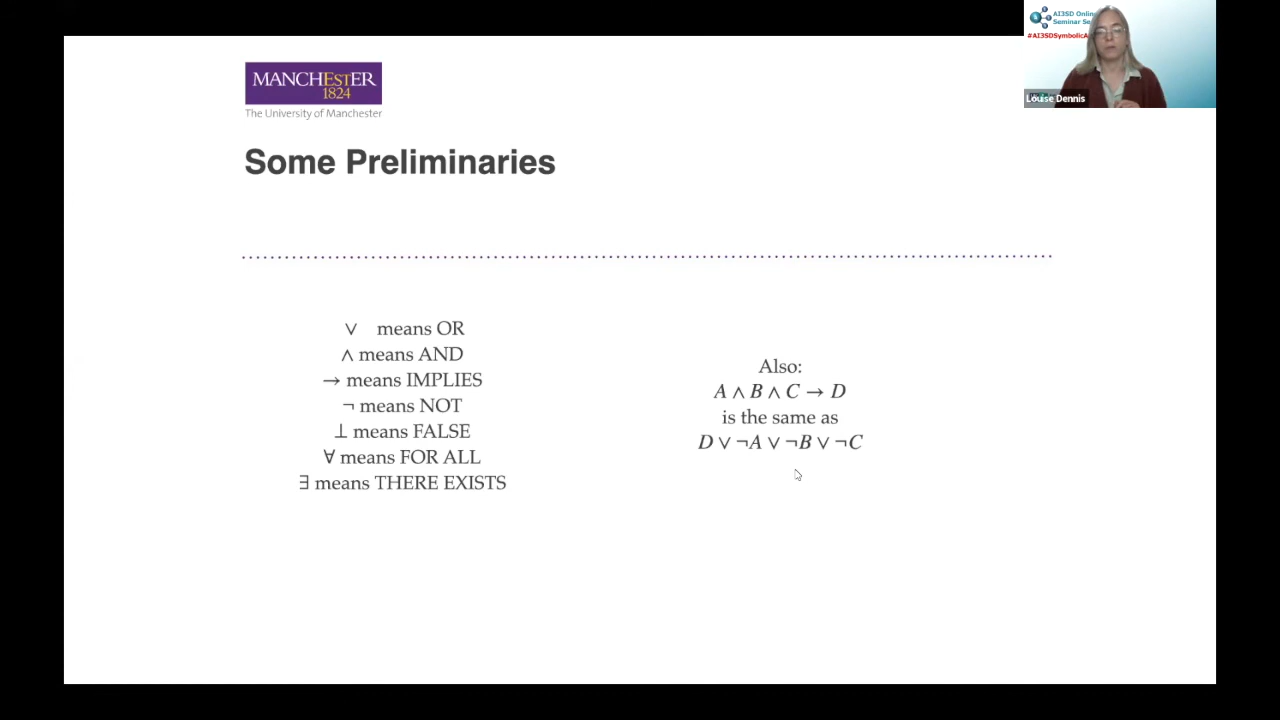 AI3SD Onlin
Seminar Se
#AI3SDSymbolicA
Louise Dennis
MANCHESTER
1824
The University of Manchester
Some Preliminaries
∨ means OR
∧ means AND
→ means IMPLIES
¬ means NOT
⊥ means FALSE
∀ means FOR ALL
∃ means THERE EXISTS
Also:
A ∧ B ∧ C → D
is the same as
D ∨ ¬A ∨ ¬B ∨ ¬C